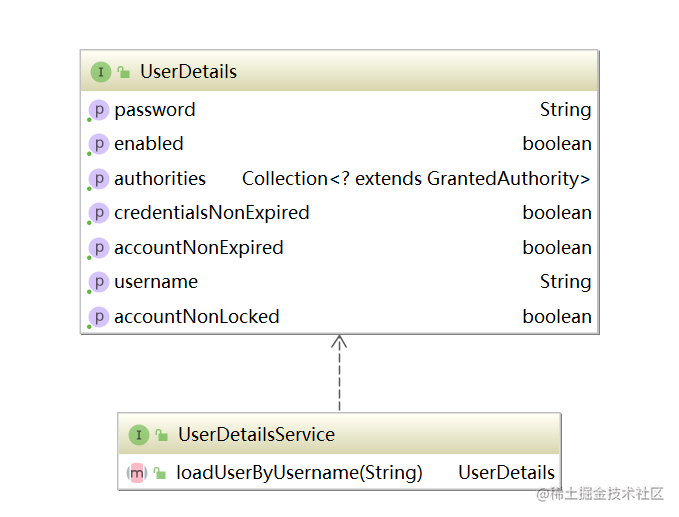 UserDetails
password String
enabled boolean
authorities Collection<? extends GrantedAuthority>
credentialsNonExpired boolean
accountNonExpired boolean
username String
accountNonLocked boolean
UserDetailsService
loadUserByUsername(String) UserDetails
@稀土掘金技术社区